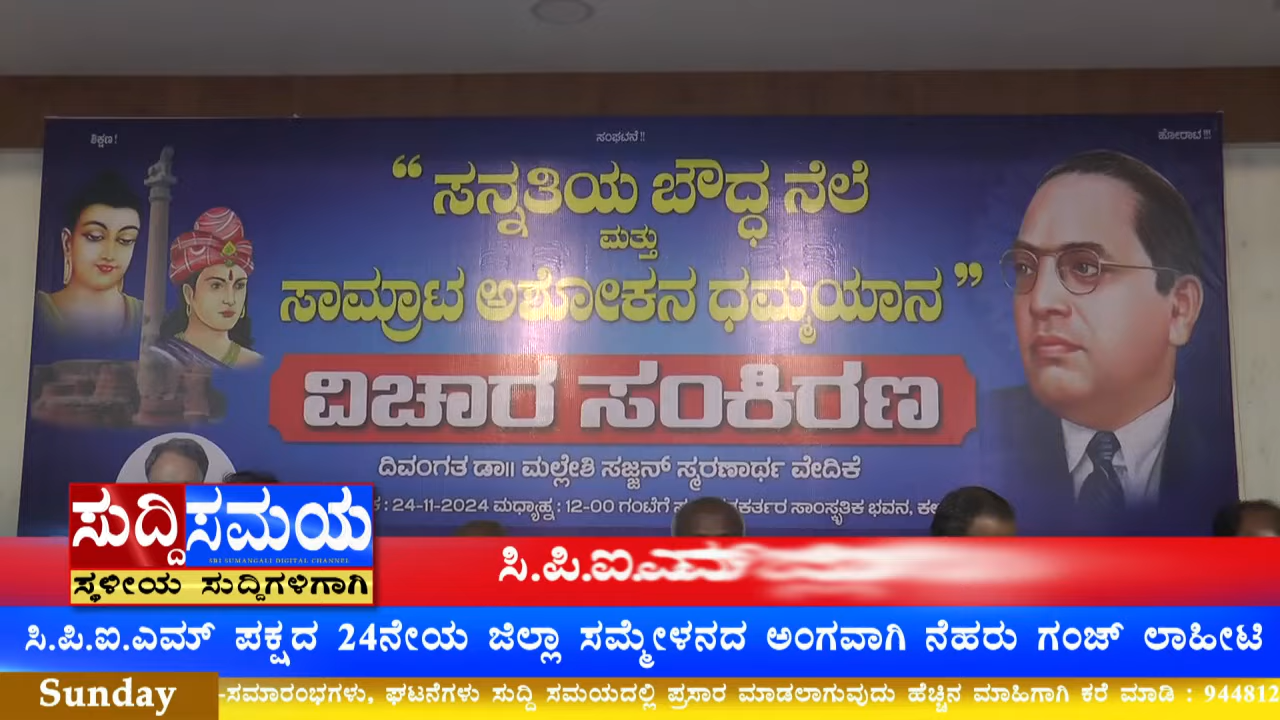 ಶಿಕ್ಷಣ! ಸಂಘಟನೆ!! ಹೋರಾಟ!!!
“ ಸನ್ನತಿಯ ಬೌದ್ಧ ನೆಲೆ
ಮತ್ತು
ಸಾಮ್ರಾಟ ಅಶೋಕನ ಧಮ್ಮಯಾನ ”
ವಿಚಾರ ಸಂಕಿರಣ
ದಿವಂಗತ ಡಾ॥ ಮಲ್ಲೇಶಿ ಸಜ್ಜನ್ ಸ್ಮರಣಾರ್ಥ ವೇದಿಕೆ
: 24-11-2024 ಮಧ್ಯಾಹ್ನ : 12-00 ಗಂಟೆಗೆ ಸಾಂಸ್ಕೃತಿಕ ಭವನ,
ಸುದ್ದಿ ಸಮಯ
SRI SUMANGALI DIGITAL CHANNEL
ಸ್ಥಳೀಯ ಸುದ್ದಿಗಳಿಗಾಗಿ
ಸಿ.ಪಿ.ಐ.ಎಮ್
ಸಿ.ಪಿ.ಐ.ಎಮ್ ಪಕ್ಷದ 24ನೇಯ ಜಿಲ್ಲಾ ಸಮ್ಮೇಳನದ ಅಂಗವಾಗಿ ನೆಹರು ಗಂಜ್ ಲಾಹೀಟಿ
Sunday -ಸಮಾರಂಭಗಳು, ಘಟನೆಗಳು ಸುದ್ದಿ ಸಮಯದಲ್ಲಿ ಪ್ರಸಾರ ಮಾಡಲಾಗುವುದು ಹೆಚ್ಚಿನ ಮಾಹಿಗಾಗಿ ಕರೆ ಮಾಡಿ : 944812